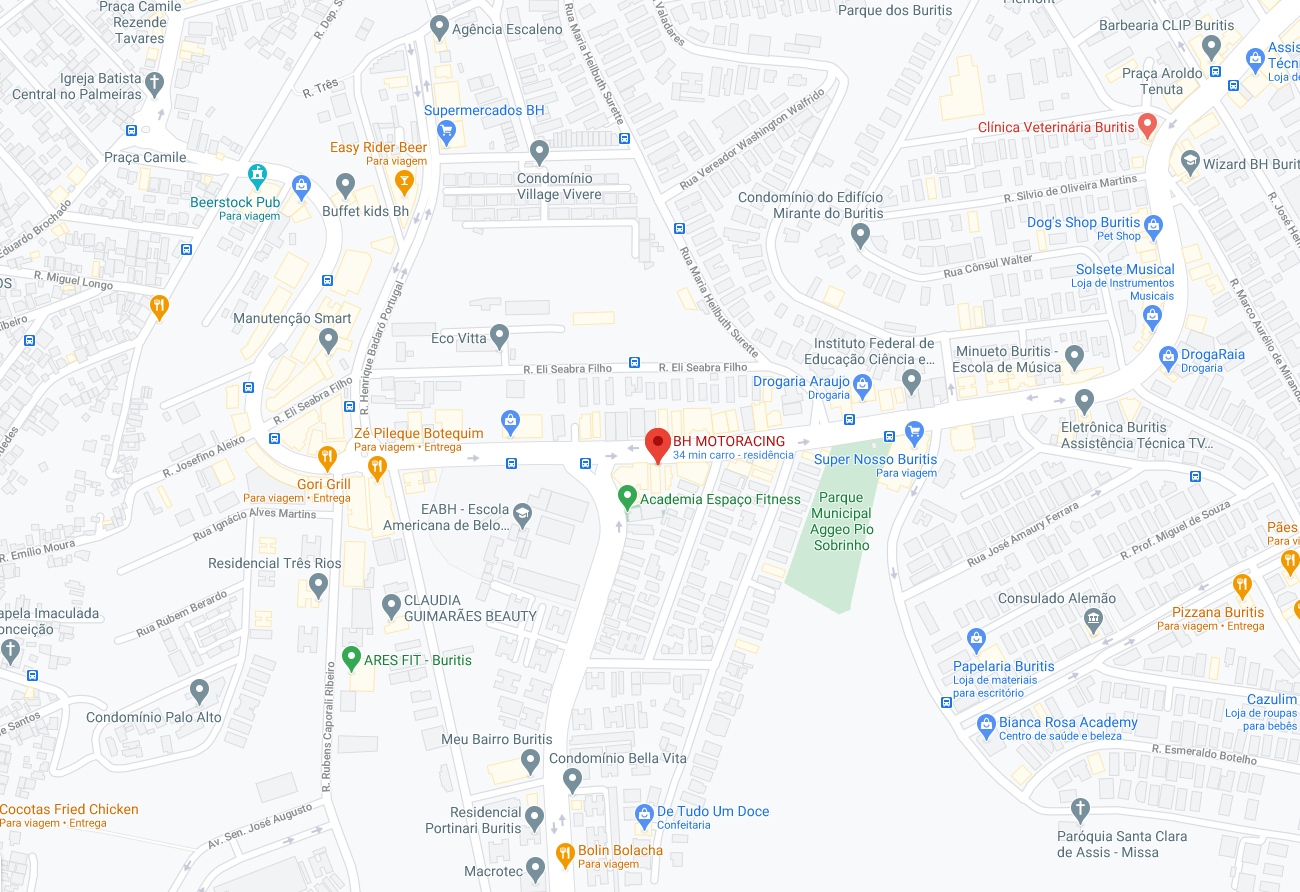 Praça Camile
Rezende
Tavares
R. Dep. S
Agência Escaleno
Rua Maria Heilbuth Surette
Valadares
Parque dos Buritis
Barbearia CLIP Buritis
Assis
Técni
Loja de
Igreja Batista
Central no Palmeiras
R. Três
Supermercados BH
Praça Aroldo
Tenuta
Rua Vereador Washington Walfrido
Clínica Veterinária Buritis
Praça Camile
Easy Rider Beer
Para viagem
Wizard BH Burit
Condomínio
Village Vivere
Beerstock Pub
Para viagem
Buffet kids Bh
Condomínio do Edifício
Mirante do Buritis
R. Silvio de Oliveira Martins
R. José Hen
Eduardo Brochado
Dog's Shop Buritis
Pet Shop
Rua Cônsul Walter
Rua Maria Heilbuth Surette
R. Miguel Longo
OS
Ribeiro
R. Henrique Badaró Portugal
Solsete Musical
Loja de Instrumentos
Musicais
R. Marco Aurélio de Miranda
Manutenção Smart
Eco Vitta
Instituto Federal de
Educação Ciência e...
Minueto Buritis -
Escola de Música
DrogaRaia
Drogaria
R. Eli Seabra Filho
R. Eli Seabra Filho
R. Eli Seabra Filho
Drogaria Araujo
Drogaria
R. Josefino Aleixo
Zé Pileque Botequim
Para viagem • Entrega
BH MOTORACING
34 min carro - residência
Eletrônica Buritis
Assistência Técnica TV...
Super Nosso Buritis
Para viagem
Gori Grill
Para viagem • Entrega
Academia Espaço Fitness
Parque
Municipal
Aggeo Pio
Sobrinho
EABH - Escola
Americana de Belo...
Rua Ignácio Alves Martins
R. Emilio Moura
Rua José Amaury Ferrara
R. Prof. Miguel de Souza
Pães
Para vi
Residencial Três Rios
CLAUDIA
GUIMARÃES BEAUTY
Rua Rubem Berardo
Consulado Alemão
Pizzana Buritis
Para viagem • Entrega
apela Imaculada
onceição
ARES FIT - Buritis
Papelaria Buritis
Loja de materiais
para escritório
R. Rubens Caporali Ribeiro
Condomínio Palo Alto
de Santos
Cazulim
Loja de roupas
para bebês
Bianca Rosa Academy
Centro de saúde e beleza
Meu Bairro Buritis
Condomínio Bella Vita
R. Esmeraldo Botelho
Cocotas Fried Chicken
Para viagem • Entrega
Av. Sen. José Augusto
Residencial
Portinari Buritis
De Tudo Um Doce
Confeitaria
Paróquia Santa Clara
de Assis - Missa
Bolin Bolacha
Para viagem
Macrotec